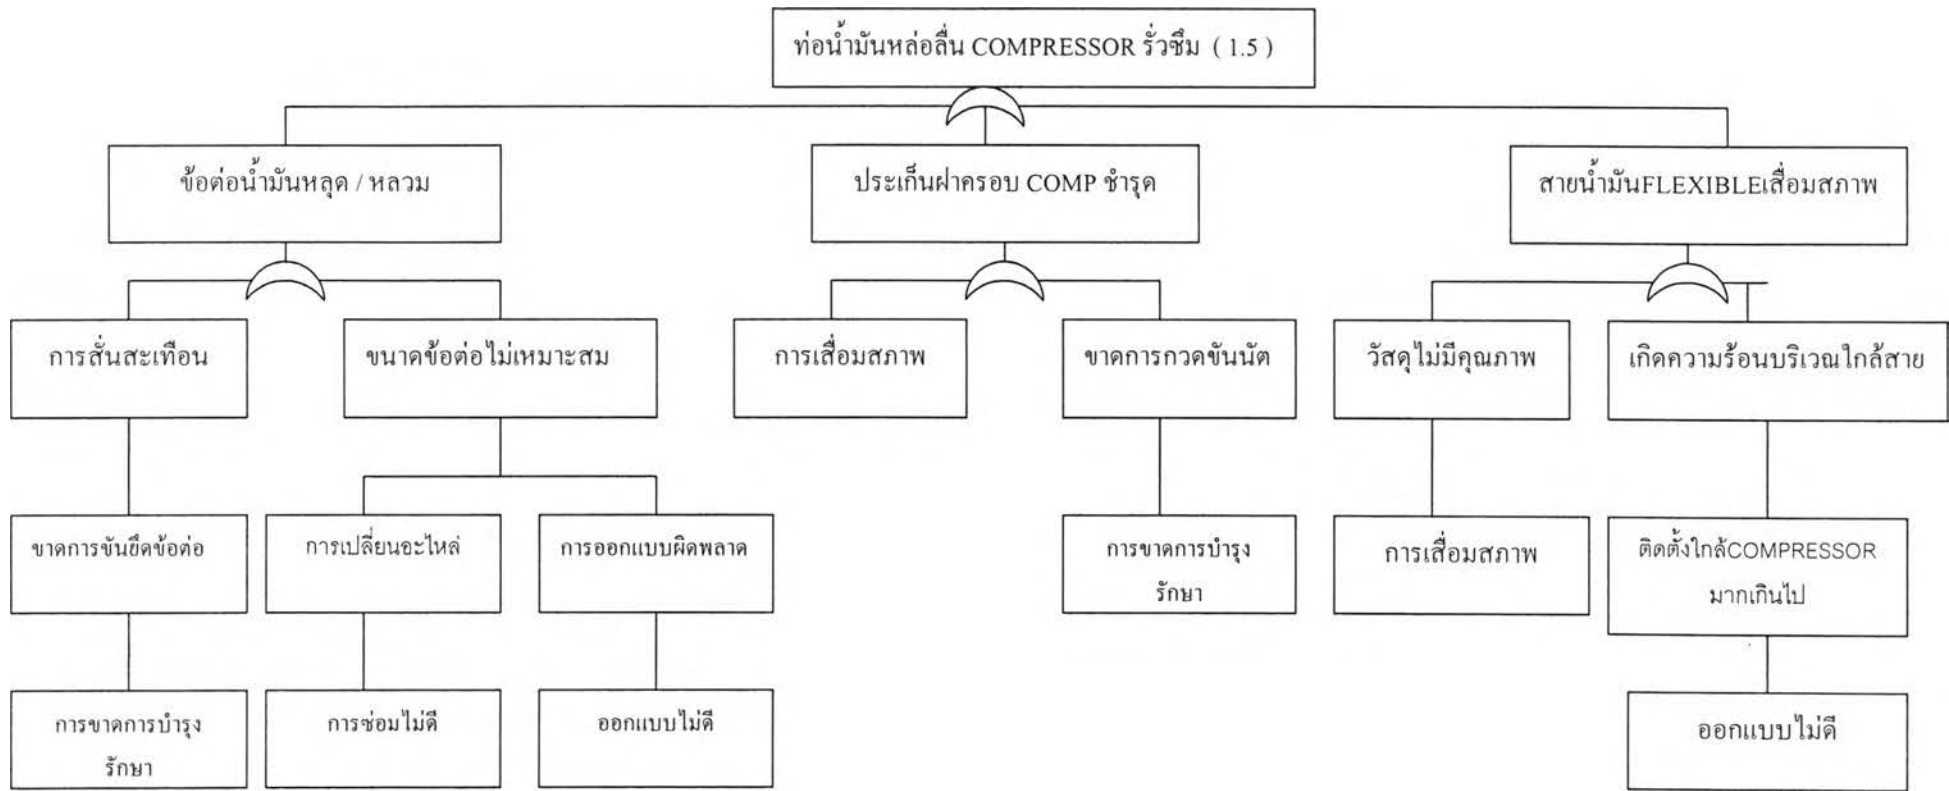 ท่อน้ำมันหล่อลื่น COMPRESSOR รั่วซึม ( 1.5 )
ข้อต่อน้ำมันหลุด / หลวม
ประเก็นฝาครอบ COMP ชำรุด
สายน้ำมันFLEXIBLEเสื่อมสภาพ
การสั่นสะเทือน
ขนาดข้อต่อไม่เหมาะสม
การเสื่อมสภาพ
ขาดการกวดขันนัต
วัสดุไม่มีคุณภาพ
เกิดความร้อนบริเวณใกล้สาย
ขาดการขันยึดข้อต่อ
การเปลี่ยนอะไหล่
การออกแบบผิดพลาด
การขาดการบำรุง
รักษา
การเสื่อมสภาพ
ติดตั้งใกล้COMPRESSOR
มากเกินไป
การขาดการบำรุง
รักษา
การซ่อมไม่ดี
ออกแบบไม่ดี
ออกแบบไม่ดี